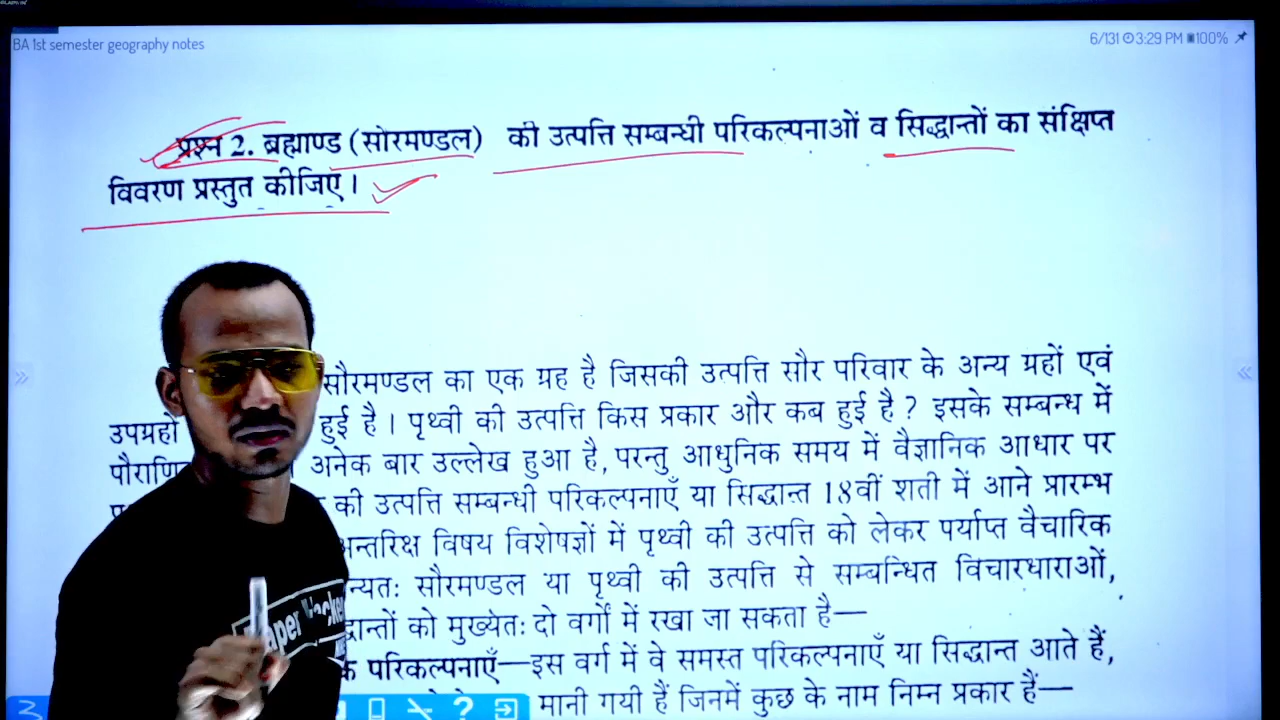 BA 1st semester geography notes
6/131 3:29 PM 100%
प्रश्न 2. ब्रह्माण्ड (सौरमण्डल) की उत्पत्ति सम्बन्धी परिकल्पनाओं व सिद्धान्तों का संक्षिप्त
विवरण प्रस्तुत कीजिए।
सौरमण्डल का एक ग्रह है जिसकी उत्पत्ति सौर परिवार के अन्य ग्रहों एवं
उपग्रहों हुई है। पृथ्वी की उत्पत्ति किस प्रकार और कब हुई है? इसके सम्बन्ध में
अनेक बार उल्लेख हुआ है, परन्तु आधुनिक समय में वैज्ञानिक आधार पर
की उत्पत्ति सम्बन्धी परिकल्पनाएँ या सिद्धान्त 18वीं शती में आने प्रारम्भ
अन्तरिक्ष विषय विशेषज्ञों में पृथ्वी की उत्पत्ति को लेकर पर्याप्त वैचारिक
सौरमण्डल या पृथ्वी की उत्पत्ति से सम्बन्धित विचारधाराओं,
को मुख्यतः दो वर्गों में रखा जा सकता है—
परिकल्पनाएँ—इस वर्ग में वे समस्त परिकल्पनाएँ या सिद्धान्त आते हैं,
मानी गयी हैं जिनमें कुछ के नाम निम्न प्रकार हैं—